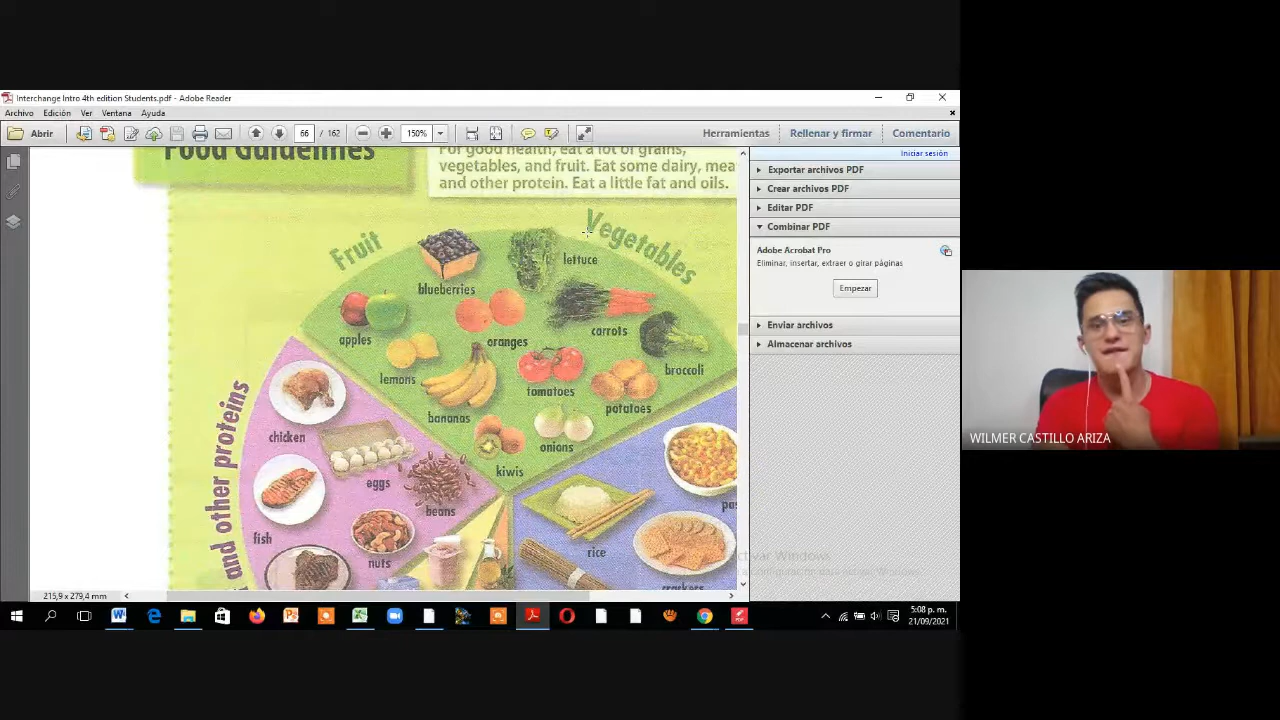 Interchange Intro 4th edition Students.pdf - Adobe Reader
Archivo Edición Ver Ventana Ayuda
Abrir 66 / 162 150% Herramientas Rellenar y firmar Comentario
Iniciar sesión
Food Guidelines
For good health, eat a lot of grains,
vegetables, and fruit. Eat some dairy, mea
and other protein. Eat a little fat and oils.
Fruit
Vegetables
blueberries
lettuce
apples
oranges
carrots
lemons
bananas
tomatoes
broccoli
potatoes
onions
kiwis
and other proteins
chicken
eggs
beans
fish
nuts
rice
pas
crackers
Exportar archivos PDF
Crear archivos PDF
Editar PDF
Combinar PDF
Adobe Acrobat Pro
Eliminar, insertar, extraer o girar páginas
Empezar
Enviar archivos
Almacenar archivos
215,9 x 279,4 mm
5:08 p. m.
21/09/2021
WILMER CASTILLO ARIZA